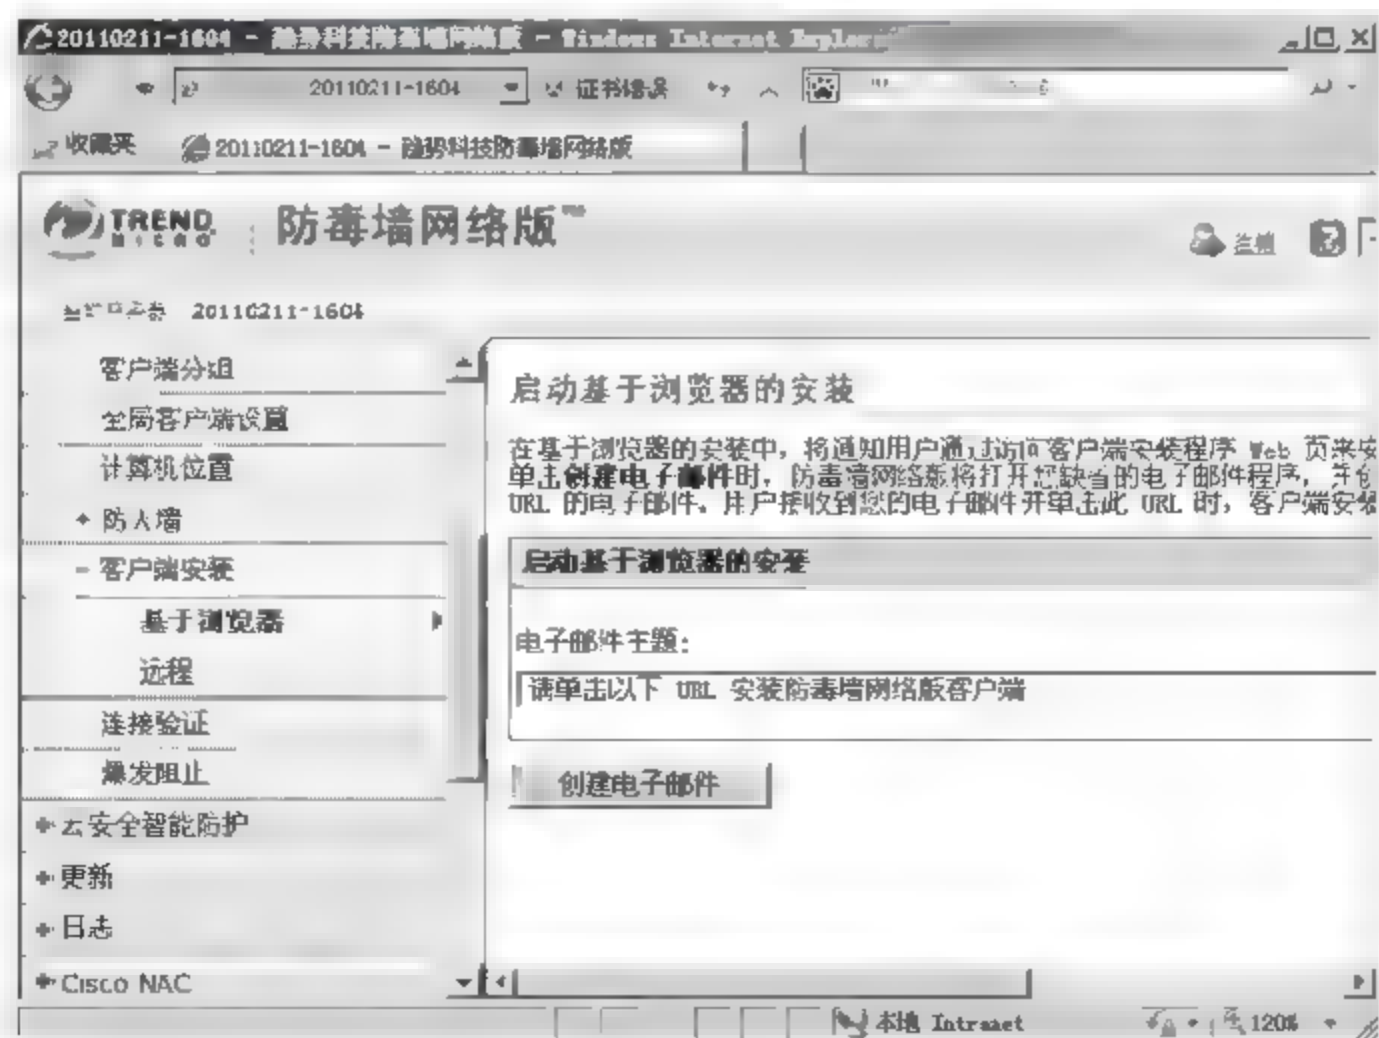 20110211-1604 - 趋势科技防毒墙网络版 - Windows Internet Explorer
20110211-1604
证书错误
收藏夹
20110211-1604 - 趋势科技防毒墙网络版
TREND MICRO
防毒墙网络版™
注销
20110211-1604
客户端分组
全局客户端设置
计算机位置
防火墙
客户端安装
基于浏览器
远程
连接验证
爆发阻止
云安全智能防护
更新
日志
Cisco NAC
启动基于浏览器的安装
在基于浏览器的安装中，将通知用户通过访问客户端安装程序 Web 页来安
单击创建电子邮件时，防毒墙网络版将打开您缺省的电子邮件程序，并创
URL 的电子邮件。用户接收到您的电子邮件并单击此 URL 时，客户端安装
启动基于浏览器的安装
电子邮件主题:
请单击以下 URL 安装防毒墙网络版客户端
创建电子邮件
本地 Intranet
120%